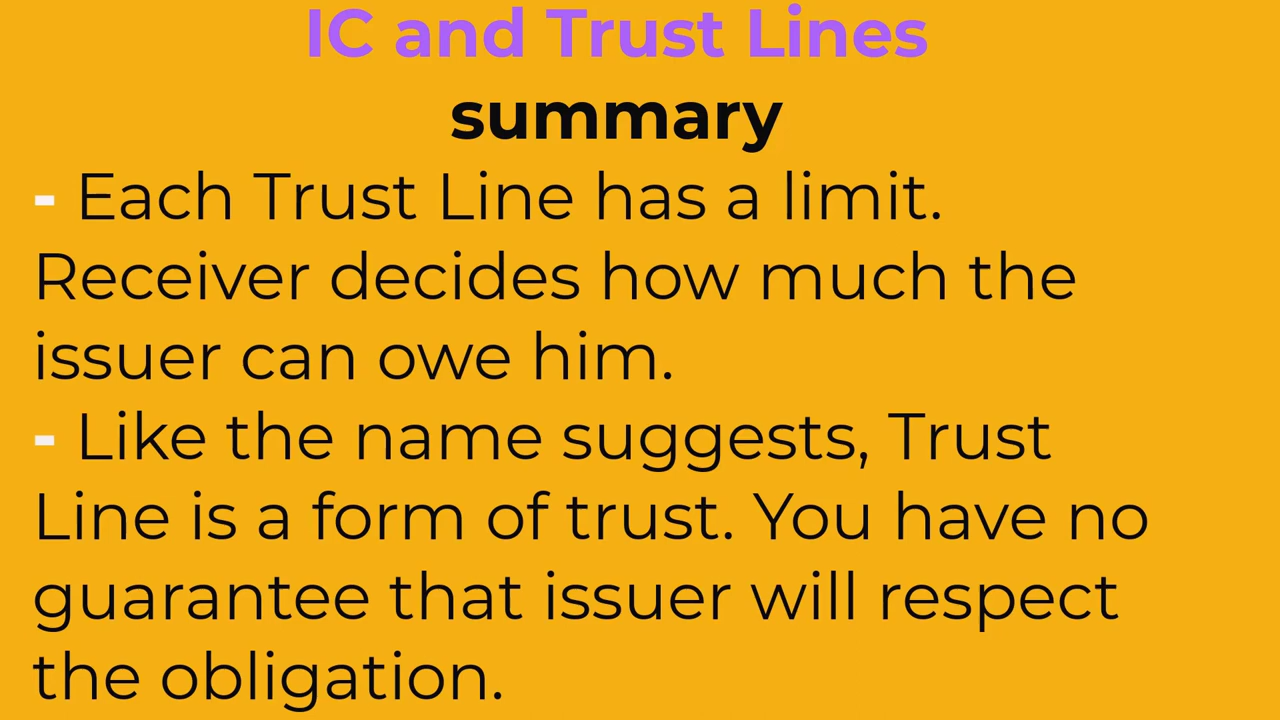 IC and Trust Lines
summary
- Each Trust Line has a limit.
Receiver decides how much the
issuer can owe him.
- Like the name suggests, Trust
Line is a form of trust. You have no
guarantee that issuer will respect
the obligation.